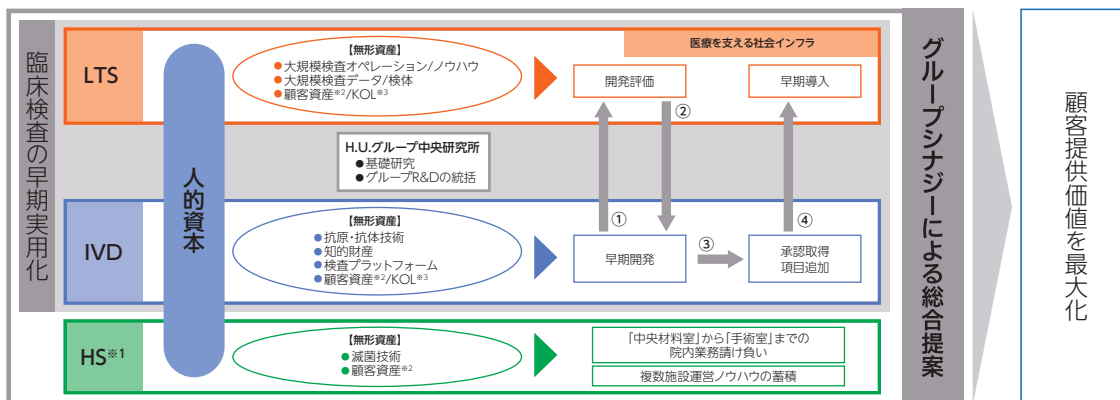 臨床検査の早期実用化
LTS
人的資本
【無形資産】
●大規模検査オペレーション/ノウハウ
●大規模検査データ/検体
●顧客資産※2/KOL※3
医療を支える社会インフラ
開発評価
早期導入
②
H.U.グループ中央研究所
●基礎研究
●グループR&Dの統括
①
④
IVD
【無形資産】
●抗原・抗体技術
●知的財産
●検査プラットフォーム
●顧客資産※2/KOL※3
早期開発
③
承認取得
項目追加
HS※1
【無形資産】
●滅菌技術
●顧客資産※2
「中央材料室」から「手術室」までの
院内業務請け負い
複数施設運営ノウハウの蓄積
グループシナジーによる総合提案
顧客提供価値を最大化